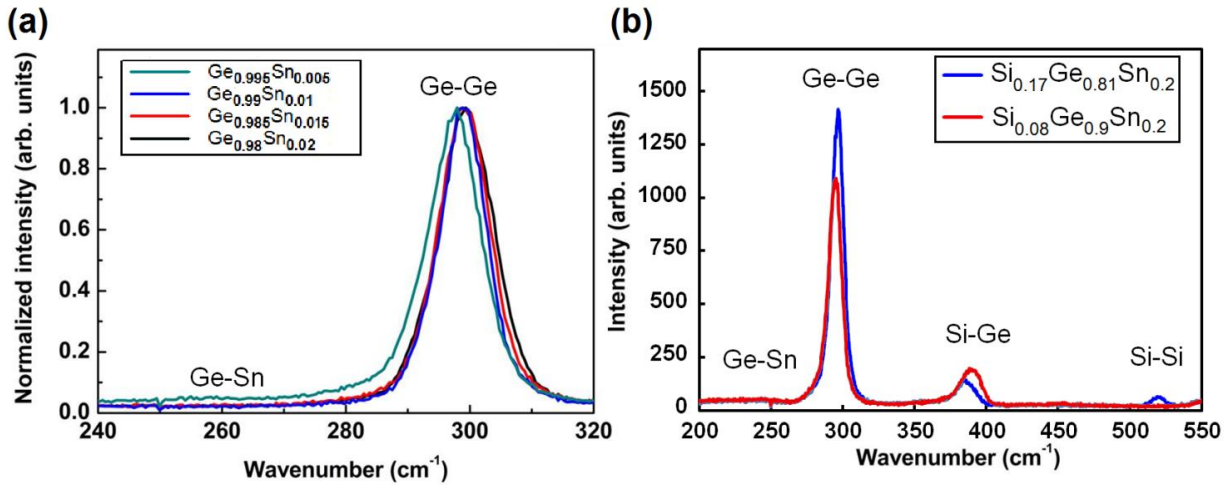 (a)
Ge0.995Sn0.005
Ge0.99Sn0.01
Ge0.985Sn0.015
Ge0.98Sn0.02
Ge-Ge
Ge-Sn
Normalized intensity (arb. units)
1.0
0.8
0.6
0.4
0.2
0.0
240 260 280 300 320
Wavenumber (cm-1)
(b)
Ge-Ge
Si0.17Ge0.81Sn0.2
Si0.08Ge0.9Sn0.2
Si-Ge
Ge-Sn
Si-Si
Intensity (arb. units)
1500
1250
1000
750
500
250
0
200 250 300 350 400 450 500 550
Wavenumber (cm-1)